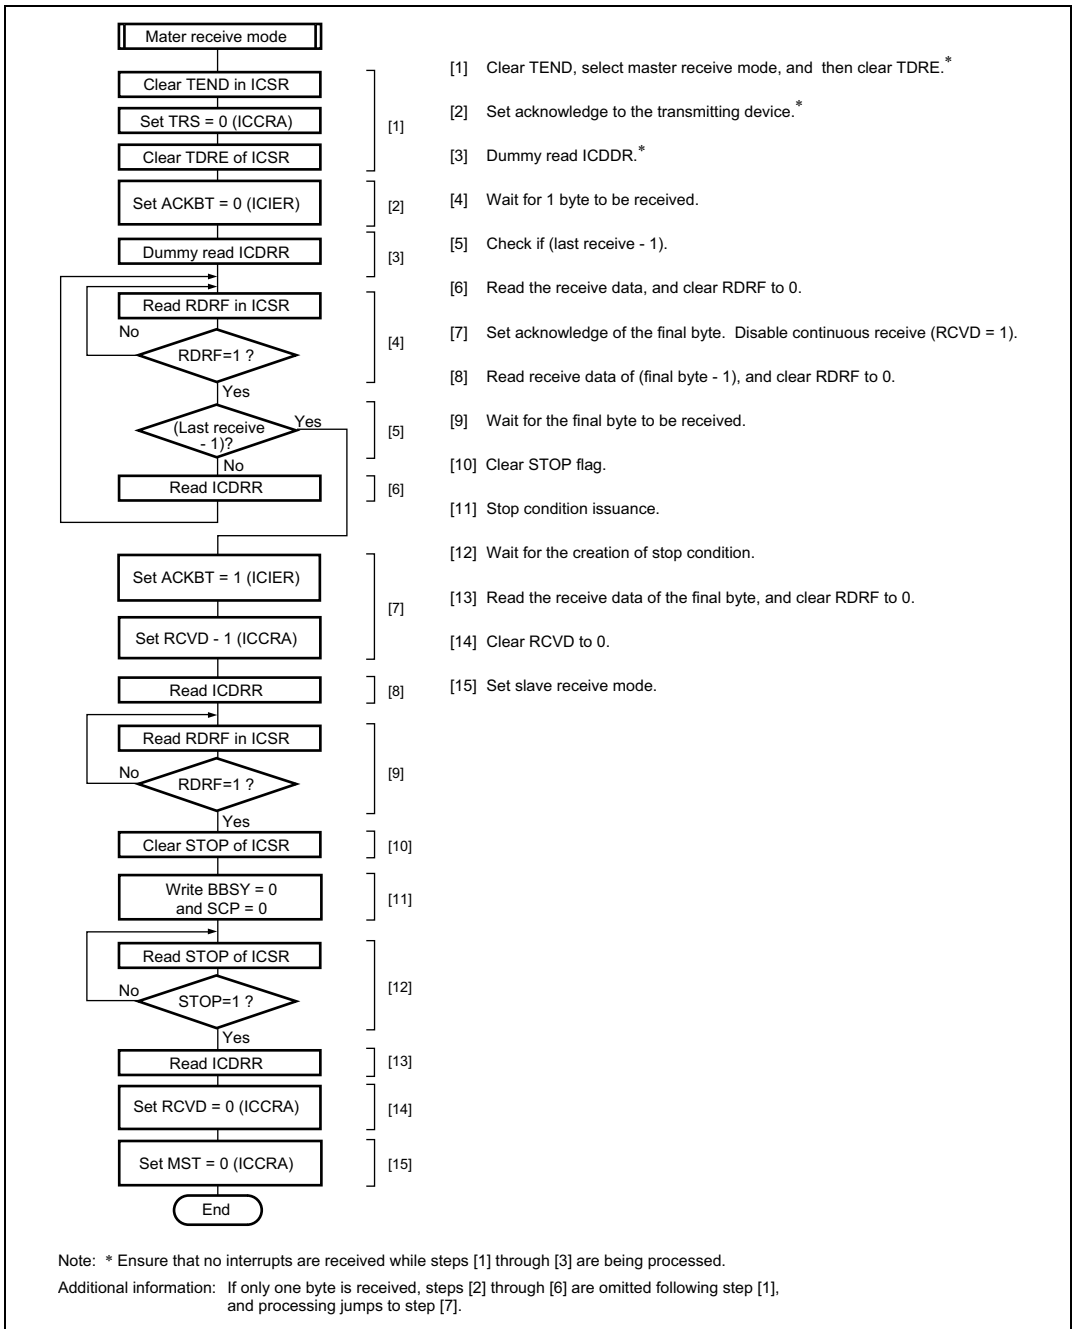 Mater receive mode
Clear TEND in ICSR
Set TRS = 0 (ICCRA)
[1]
Clear TDRE of ICSR
Set ACKBT = 0 (ICIER)
[2]
Dummy read ICDRR
[3]
Read RDRF in ICSR
No
RDRF=1 ?
[4]
Yes
(Last receive
- 1)?
Yes
[5]
No
Read ICDRR
[6]
Set ACKBT = 1 (ICIER)
[7]
Set RCVD - 1 (ICCRA)
Read ICDRR
[8]
Read RDRF in ICSR
No
RDRF=1 ?
[9]
Yes
Clear STOP of ICSR
[10]
Write BBSY = 0
and SCP = 0
[11]
Read STOP of ICSR
No
STOP=1 ?
[12]
Yes
Read ICDRR
[13]
Set RCVD = 0 (ICCRA)
[14]
Set MST = 0 (ICCRA)
[15]
End
[1] Clear TEND, select master receive mode, and then clear TDRE.*
[2] Set acknowledge to the transmitting device.*
[3] Dummy read ICDDR.*
[4] Wait for 1 byte to be received.
[5] Check if (last receive - 1).
[6] Read the receive data, and clear RDRF to 0.
[7] Set acknowledge of the final byte. Disable continuous receive (RCVD = 1).
[8] Read receive data of (final byte - 1), and clear RDRF to 0.
[9] Wait for the final byte to be received.
[10] Clear STOP flag.
[11] Stop condition issuance.
[12] Wait for the creation of stop condition.
[13] Read the receive data of the final byte, and clear RDRF to 0.
[14] Clear RCVD to 0.
[15] Set slave receive mode.
Note: * Ensure that no interrupts are received while steps [1] through [3] are being processed.
Additional information: If only one byte is received, steps [2] through [6] are omitted following step [1],
and processing jumps to step [7].